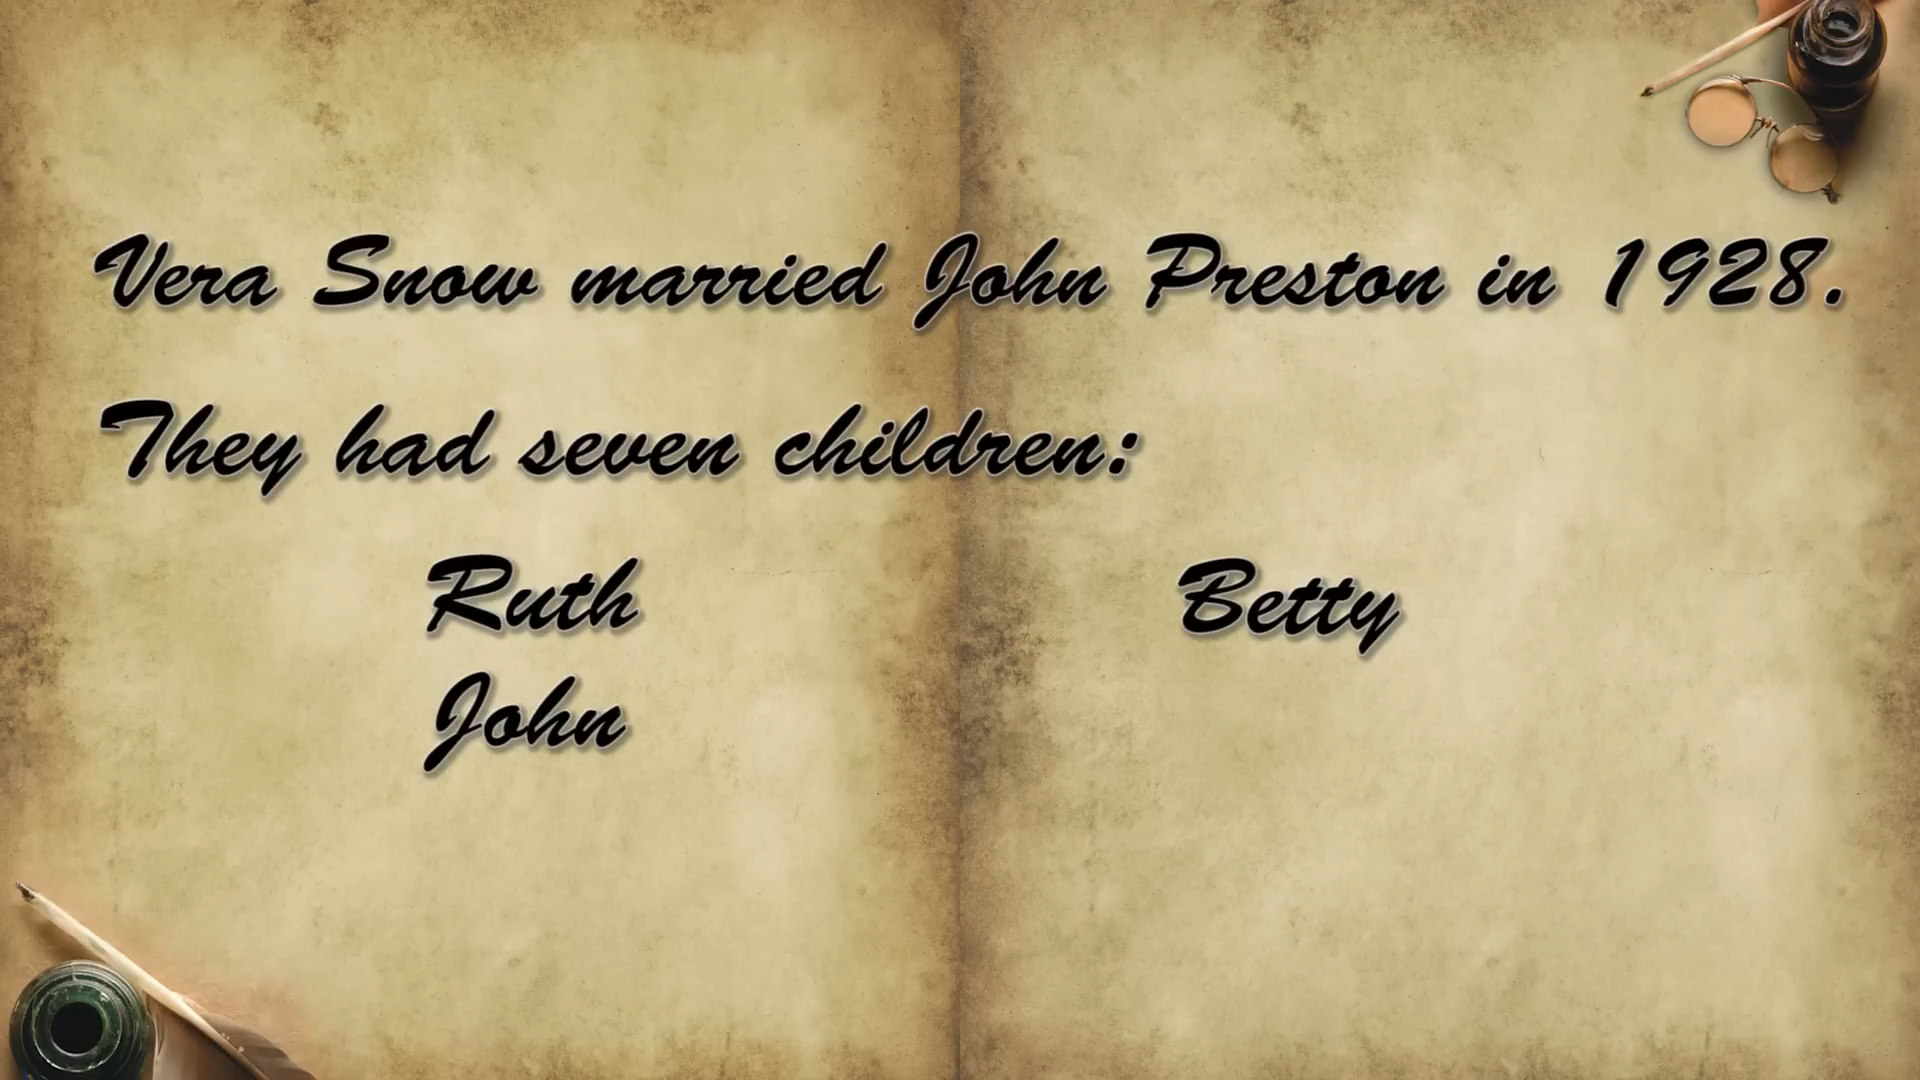 Vera Snow married John Preston in 1928.
They had seven children:
Ruth Betty
John